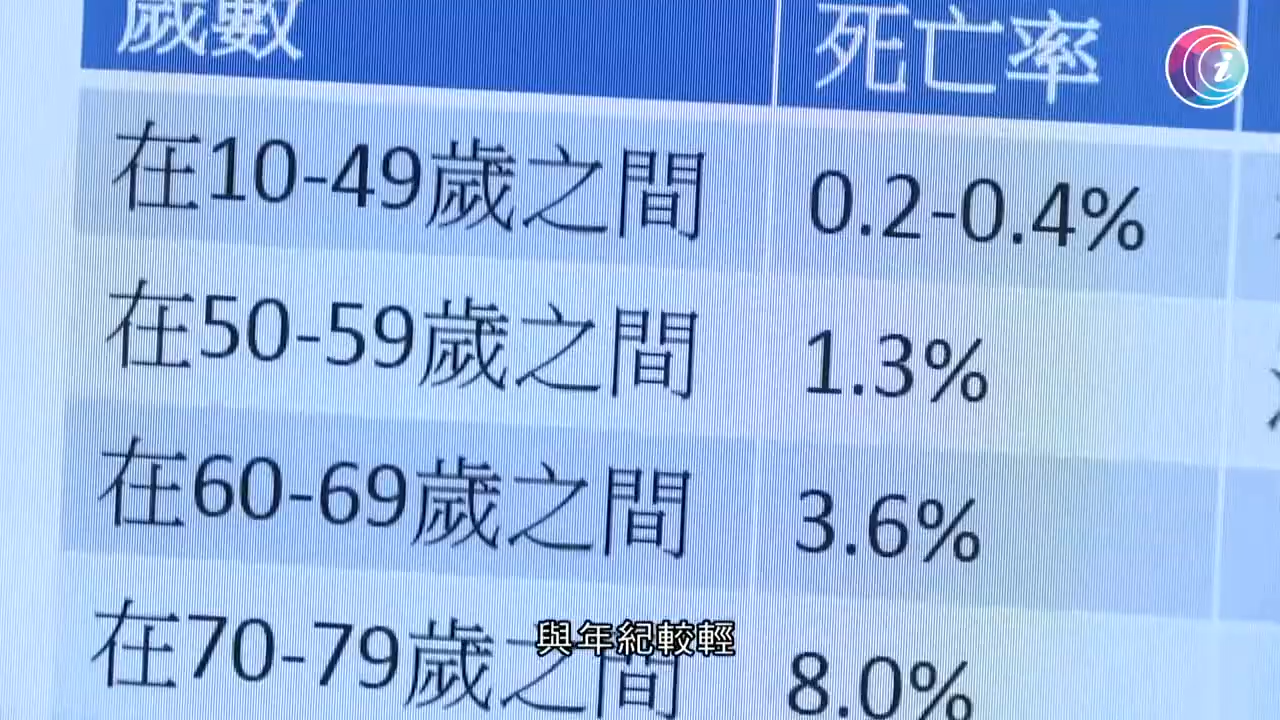 歲數 死亡率
在10-49歲之間 0.2-0.4%
在50-59歲之間 1.3%
在60-69歲之間 3.6%
在70-79歲之間 8.0%
與年紀較輕
i